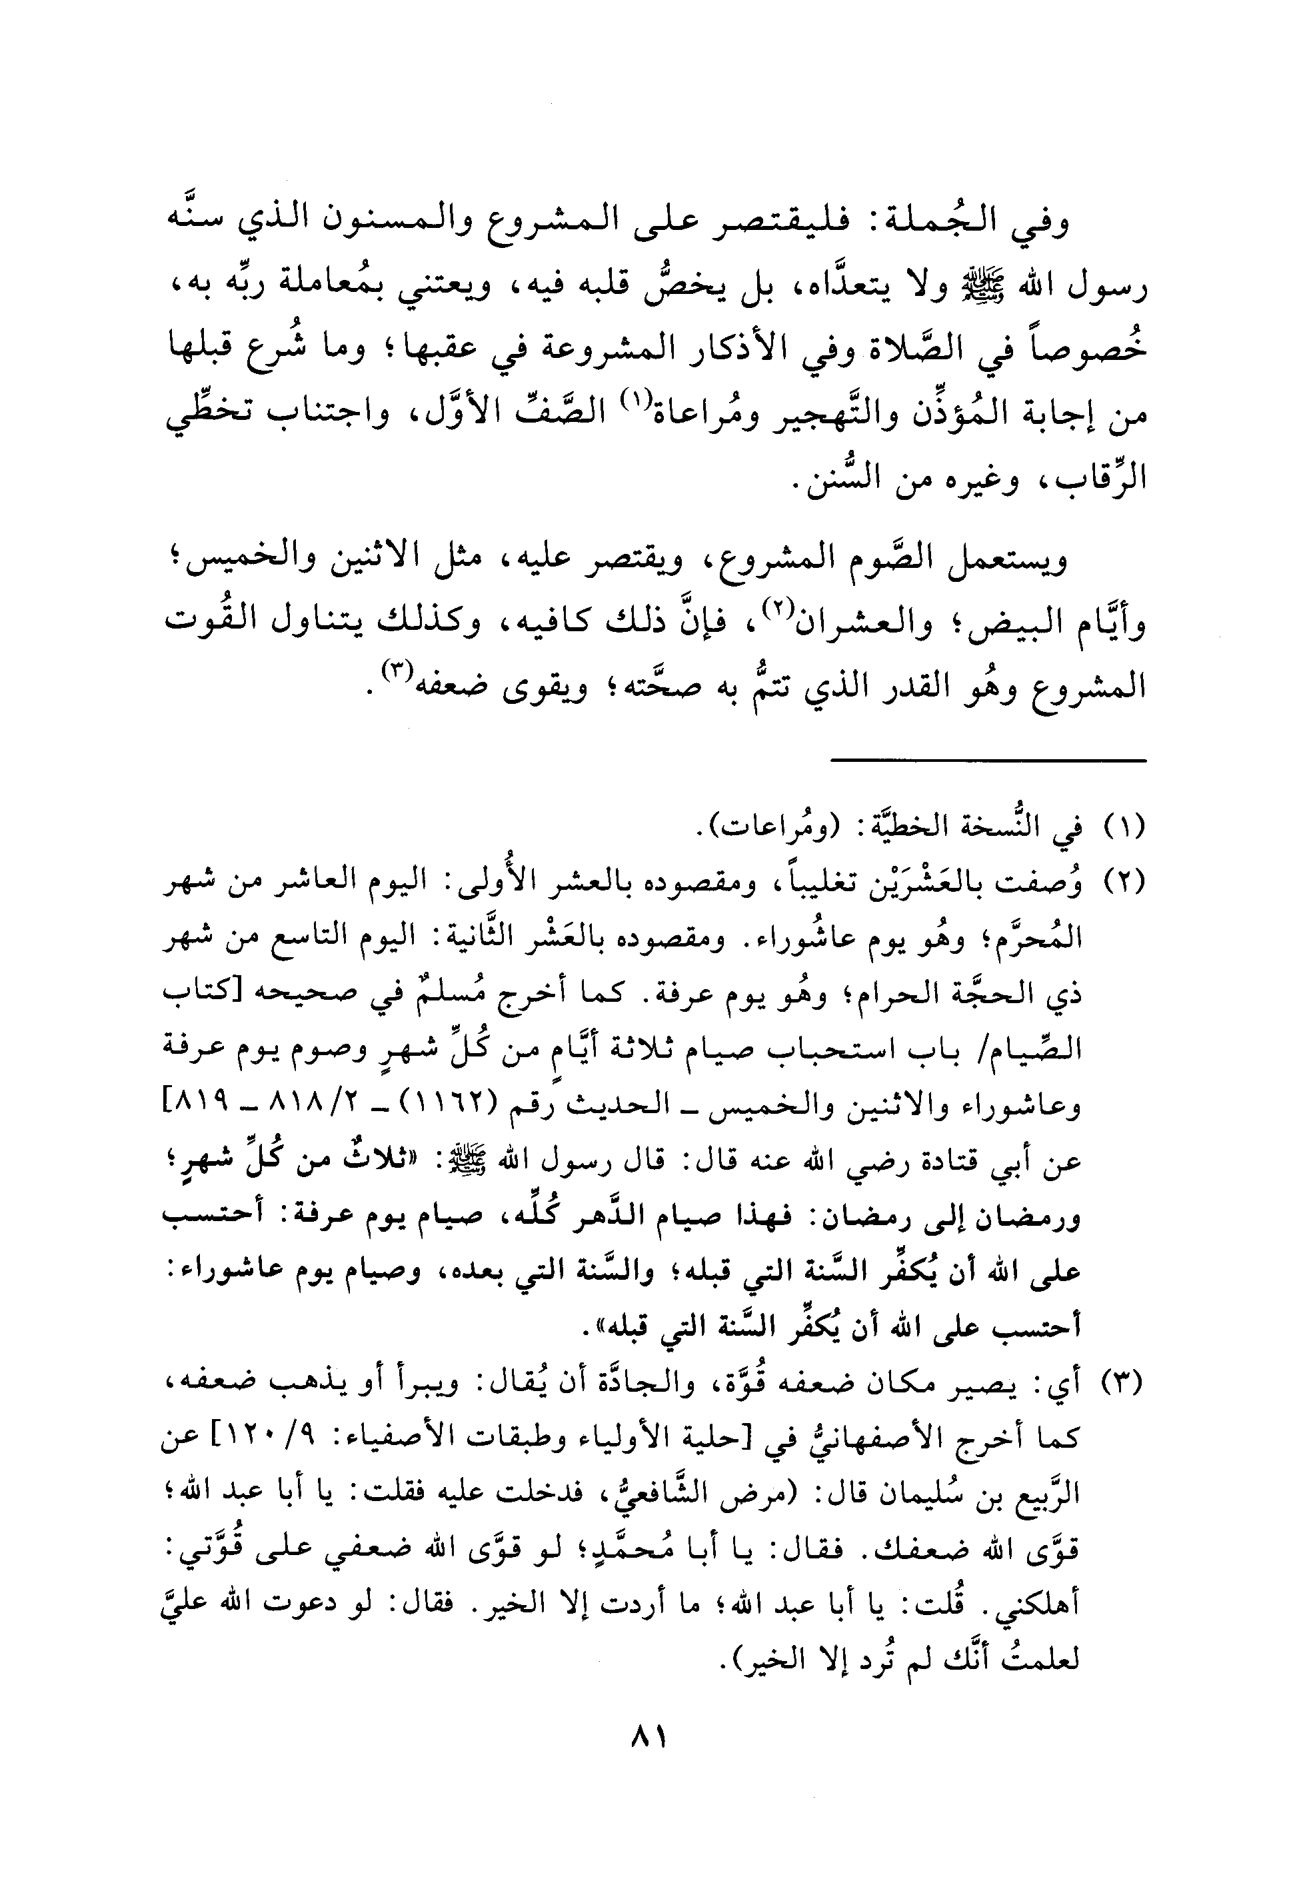 وفي الجُملة: فليقتصر على المشروع والمسنون الذي سنَّه
رسول الله ﷺ ولا يتعدَّاه، بل يخصُّ قلبه فيه، ويعتني بمُعاملة ربِّه به،
خُصوصاً في الصَّلاة وفي الأذكار المشروعة في عقبها؛ وما شُرع قبلها
من إجابة المُؤذِّن والتَّهجير ومُراعاة(١) الصَّفِّ الأوَّل، واجتناب تخطِّي
الرِّقاب، وغيره من السُّنن.
ويستعمل الصَّوم المشروع، ويقتصر عليه، مثل الاثنين والخميس؛
وأيَّام البيض؛ والعشران(٢)، فإنَّ ذلك كافيه، وكذلك يتناول القُوت
المشروع وهُو القدر الذي تتمُّ به صحَّته؛ ويقوى ضعفه(٣).
(١) في النُّسخة الخطيَّة: (ومُراعات).
(٢) وُصفت بالعَشْرَيْن تغليباً، ومقصوده بالعشر الأُولى: اليوم العاشر من شهر
المُحرَّم؛ وهُو يوم عاشُوراء. ومقصوده بالعَشْر الثَّانية: اليوم التاسع من شهر
ذي الحجَّة الحرام؛ وهُو يوم عرفة. كما أخرج مُسلمٌ في صحيحه [كتاب
الصِّيام/ باب استحباب صيام ثلاثة أيَّامٍ من كُلِّ شهرٍ وصوم يوم عرفة
وعاشوراء والاثنين والخميس ـ الحديث رقم (١١٦٢) ـ ٨١٨/٢ ـ ٨١٩]
عن أبي قتادة رضي الله عنه قال: قال رسول الله ﷺ: «ثلاثٌ من كُلِّ شهرٍ؛
ورمضان إلى رمضان: فهذا صيام الدَّهر كُلِّه، صيام يوم عرفة: أحتسب
على الله أن يُكفِّر السَّنة التي قبله؛ والسَّنة التي بعده، وصيام يوم عاشوراء:
أحتسب على الله أن يُكفِّر السَّنة التي قبله».
(٣) أي: يصير مكان ضعفه قُوَّة، والجادَّة أن يُقال: ويبرأ أو يذهب ضعفه،
كما أخرج الأصفهانيُّ في [حلية الأولياء وطبقات الأصفياء: ١٢٠/٩] عن
الرَّبيع بن سُليمان قال: (مرض الشَّافعيُّ، فدخلت عليه فقلت: يا أبا عبد الله؛
قوَّى الله ضعفك. فقال: يا أبا مُحمَّدٍ؛ لو قوَّى الله ضعفي على قُوَّتي:
أهلكني. قُلت: يا أبا عبد الله؛ ما أردت إلا الخير. فقال: لو دعوت الله عليَّ
لعلمتُ أنَّك لم تُرد إلا الخير).
٨١